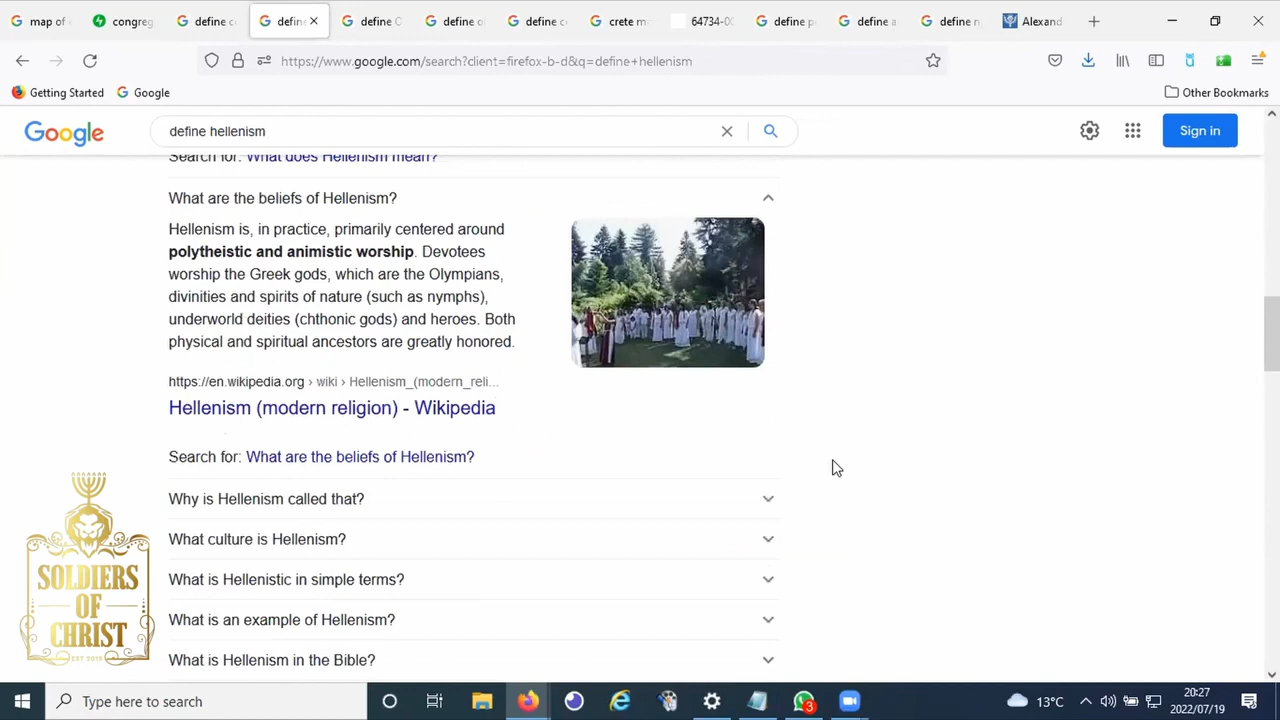 map of
congreg
define c
define
define C
define o
define c
crete m
64734-0
define p
define a
define n
Alexand
https://www.google.com/search?client=firefox-b-d&q=define+hellenism
Getting Started
Google
Other Bookmarks
Google
define hellenism
Sign in
Search for: What does Hellenism mean?
What are the beliefs of Hellenism?
Hellenism is, in practice, primarily centered around
polytheistic and animistic worship. Devotees
worship the Greek gods, which are the Olympians,
divinities and spirits of nature (such as nymphs),
underworld deities (chthonic gods) and heroes. Both
physical and spiritual ancestors are greatly honored.
https://en.wikipedia.org › wiki › Hellenism_(modern_reli...
Hellenism (modern religion) - Wikipedia
Search for: What are the beliefs of Hellenism?
Why is Hellenism called that?
What culture is Hellenism?
What is Hellenistic in simple terms?
What is an example of Hellenism?
What is Hellenism in the Bible?
SOLDIERS
OF
CHRIST
EST 2015
Type here to search
3
13°C
20:27
2022/07/19